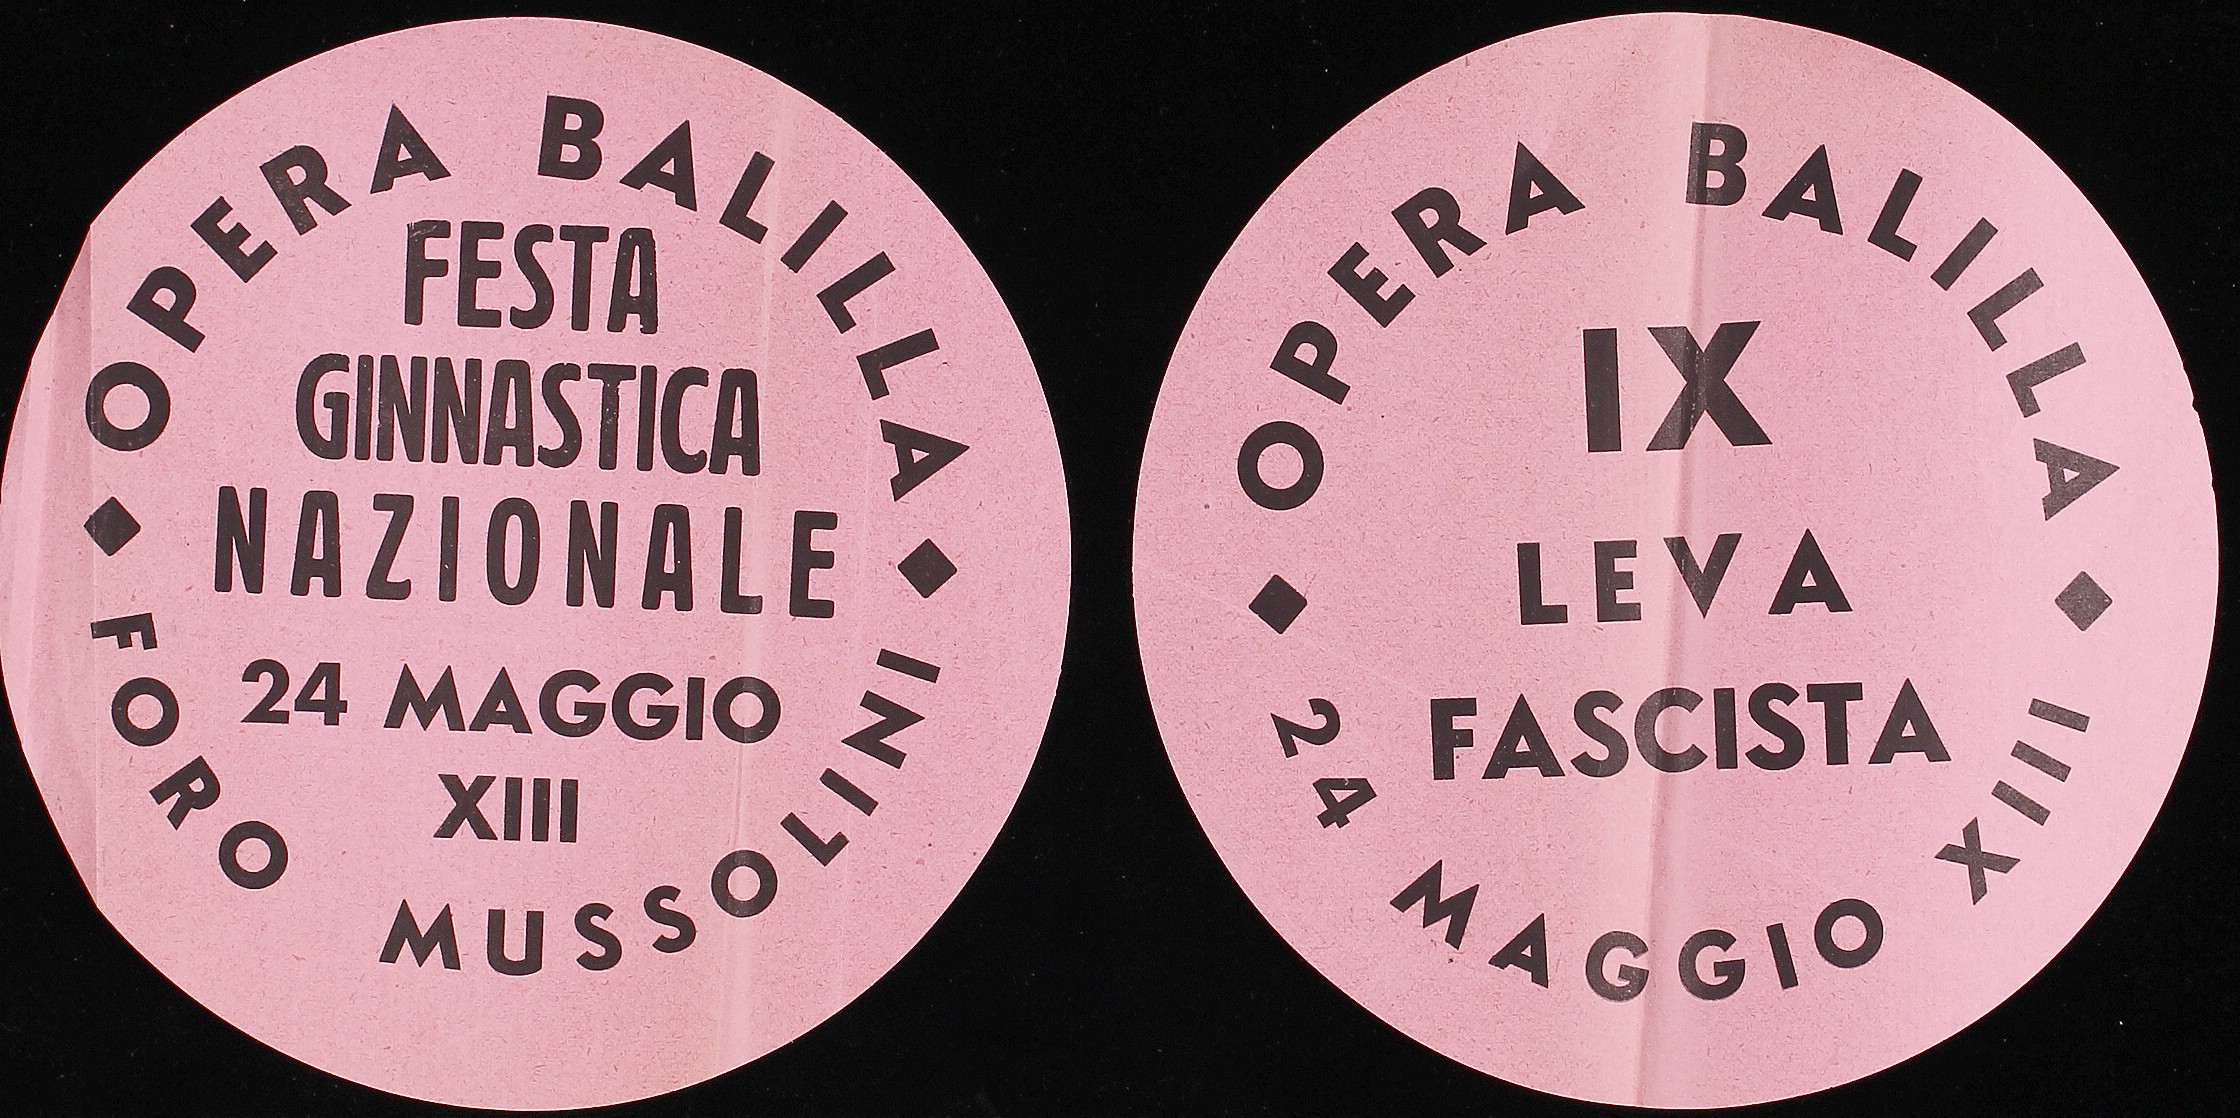 ◆ OPERA BALILLA ◆
FESTA
GINNASTICA
NAZIONALE
24 MAGGIO
XIII
FORO MUSSOLINI
◆ OPERA BALILLA ◆
IX
LEVA
FASCISTA
24 MAGGIO XIII